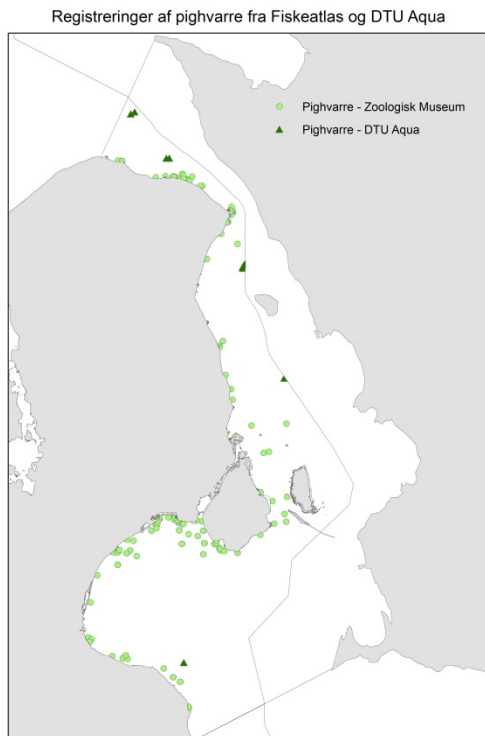 Registreringer af pighvarre fra Fiskeatlas og DTU Aqua
Pighvarre - Zoologisk Museum
Pighvarre - DTU Aqua